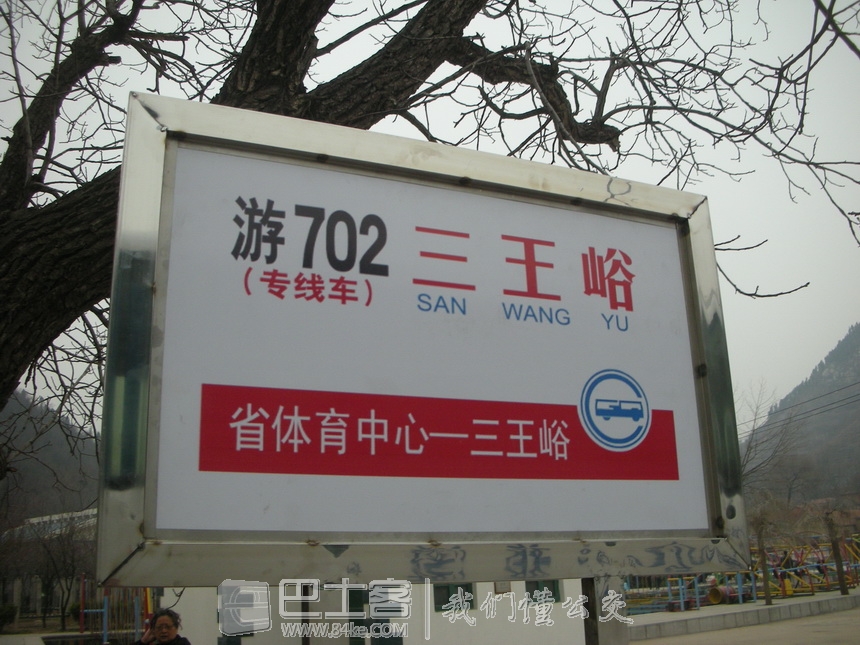 游702 三王峪
(专线车) SAN WANG YU
省体育中心—三王峪
巴士客 | 我们懂公交
www.84ke.com